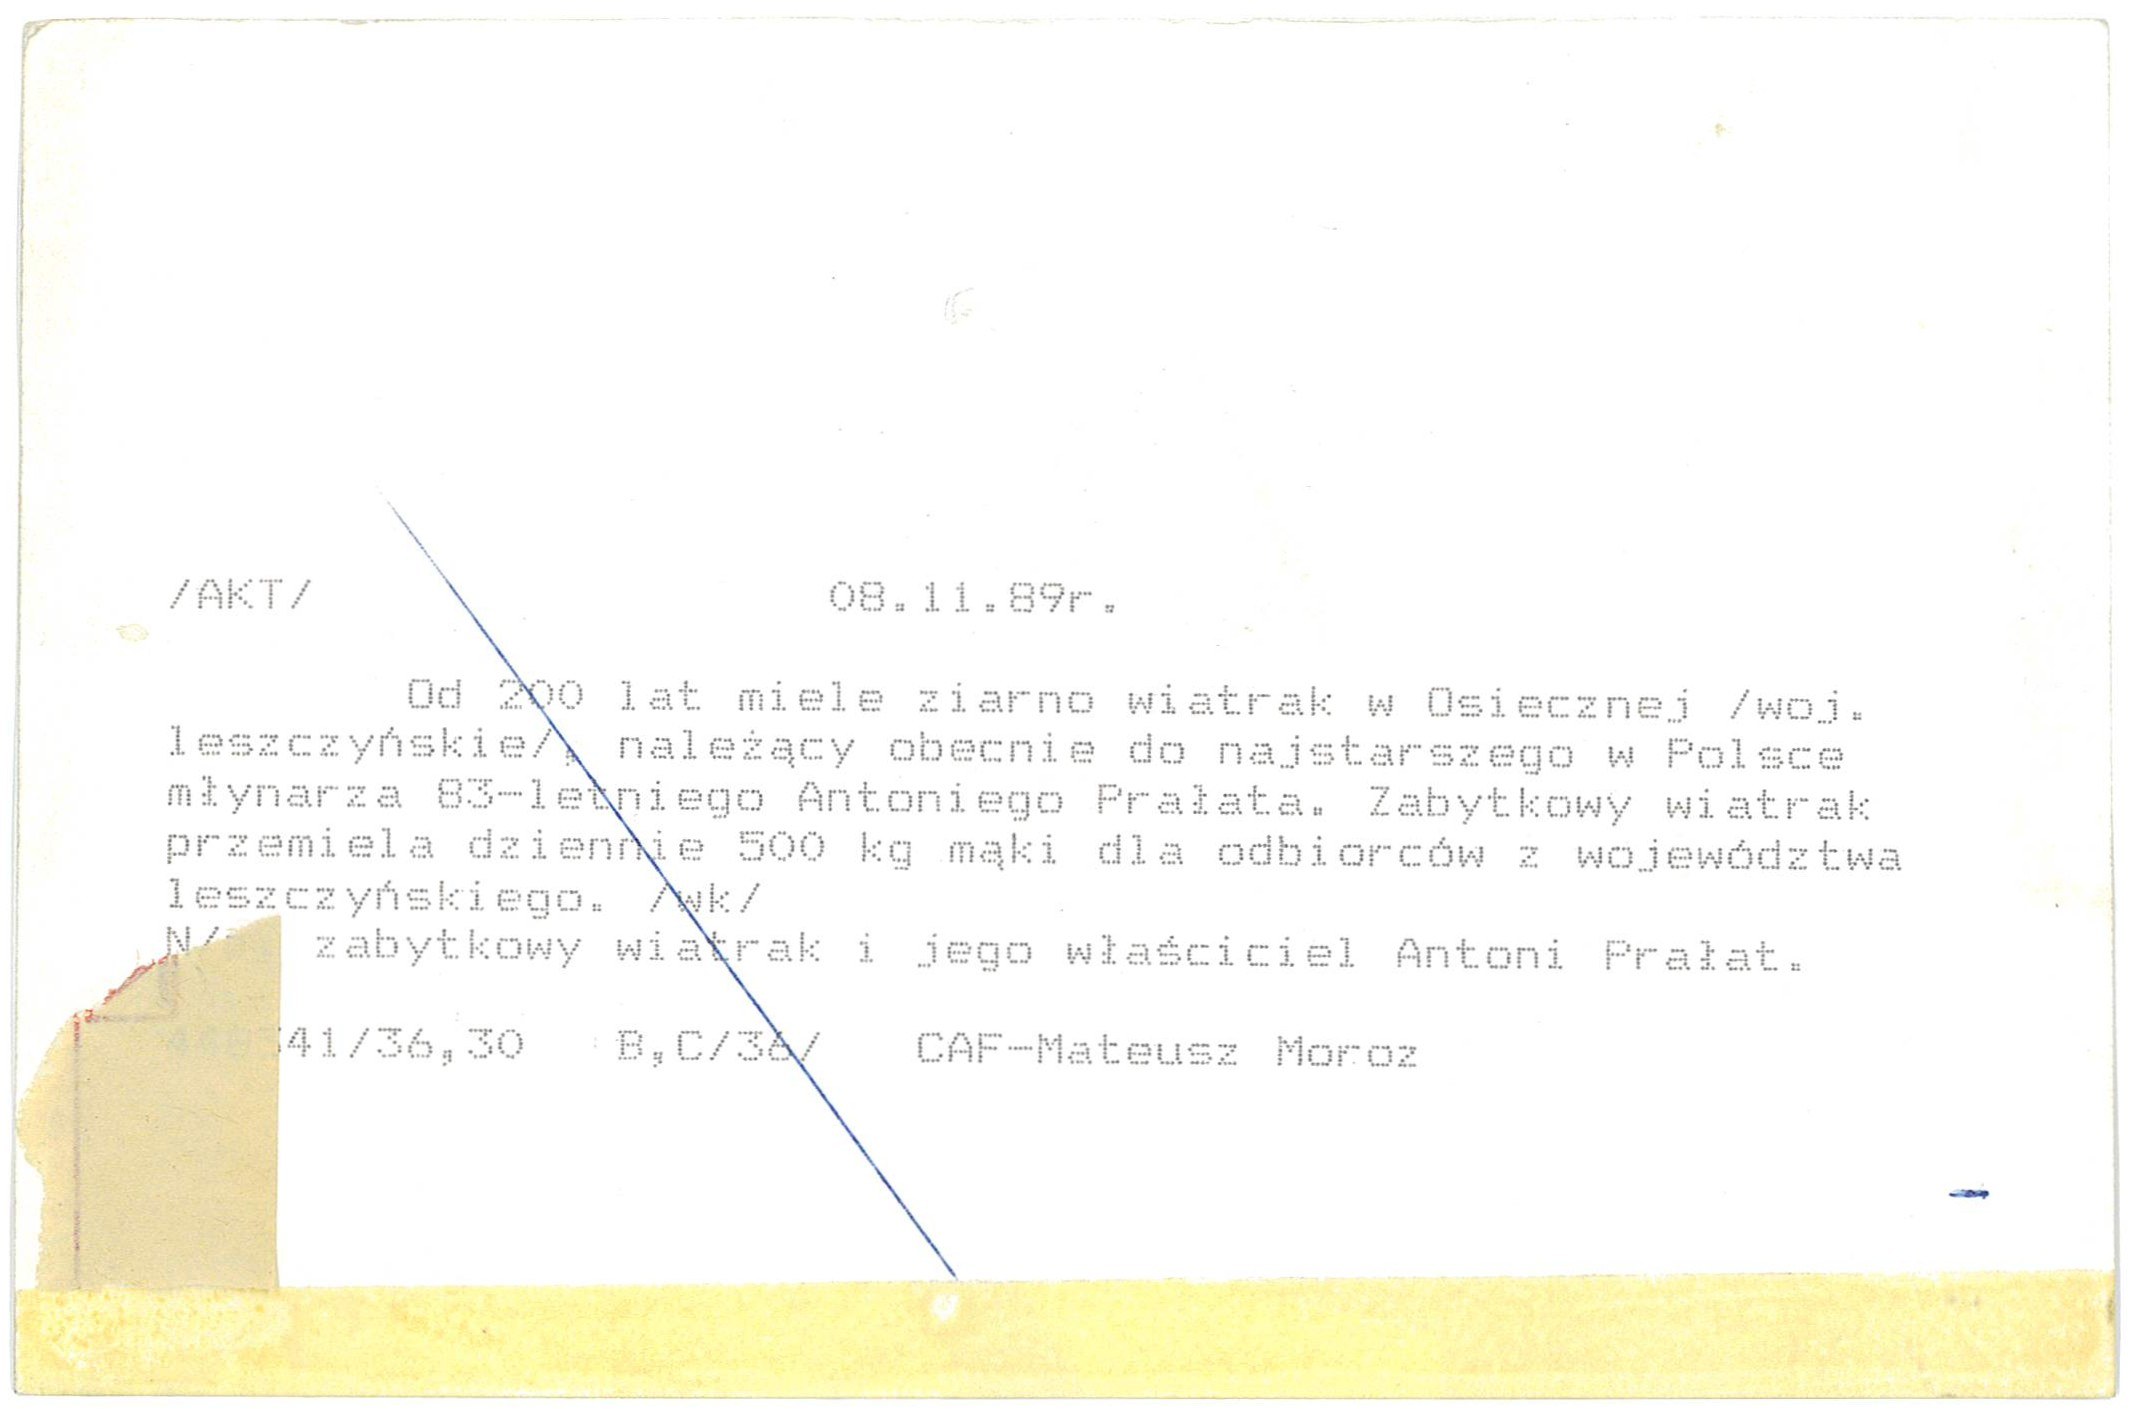 /AKT/ 08.11.89r.
Od 200 lat miele ziarno wiatrak w Osiecznej /woj.
leszczyńskie/, należący obecnie do najstarszego w Polsce
młynarza 83-letniego Antoniego Prałata. Zabytkowy wiatrak
przemiela dziennie 500 kg mąki dla odbiorców z województwa
leszczyńskiego. /wk/
zabytkowy wiatrak i jego właściciel Antoni Prałat.
41/36,30 B,C/36/ CAF-Mateusz Moroz